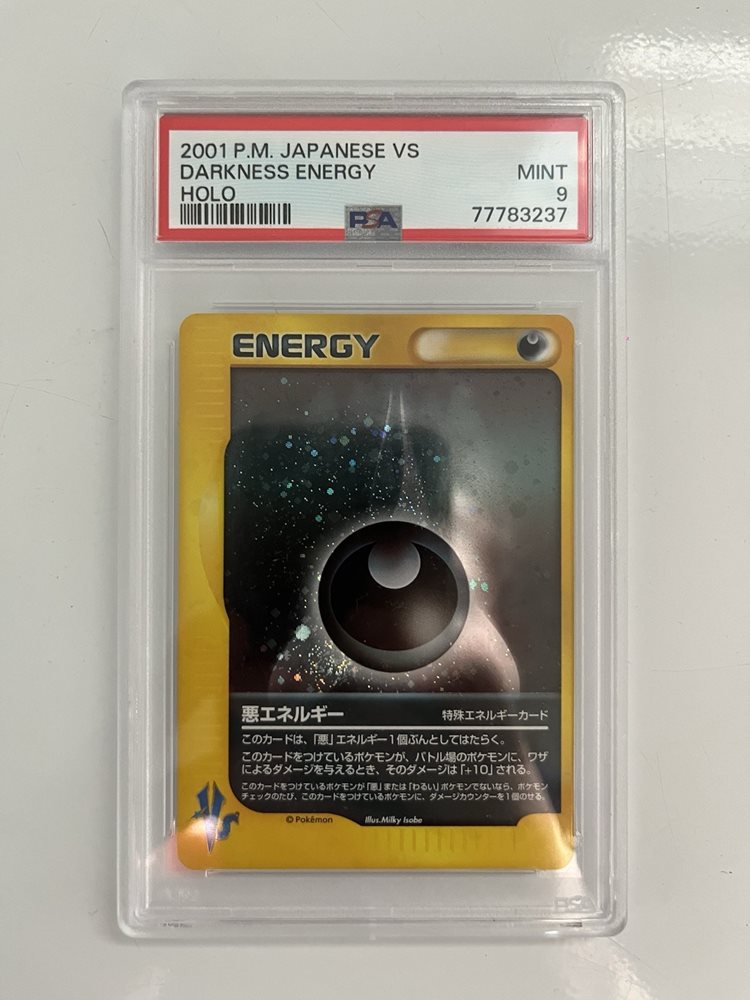 2001 P.M. JAPANESE VS
DARKNESS ENERGY MINT
HOLO 9
PSA 77783237
ENERGY
悪エネルギー 特殊エネルギーカード
このカードは、「悪」エネルギー1個ぶんとしてはたらく。
このカードをつけているポケモンが、バトル場のポケモンに、ワザ
によるダメージを与えるとき、そのダメージは「+10」される。
このカードをつけているポケモンが「悪」または「わるい」ポケモンでないなら、ポケモン
チェックのたび、このカードをつけているポケモンに、ダメージカウンターを1個のせる。
VS
© Pokémon Illus.Milky Isobe
PSA